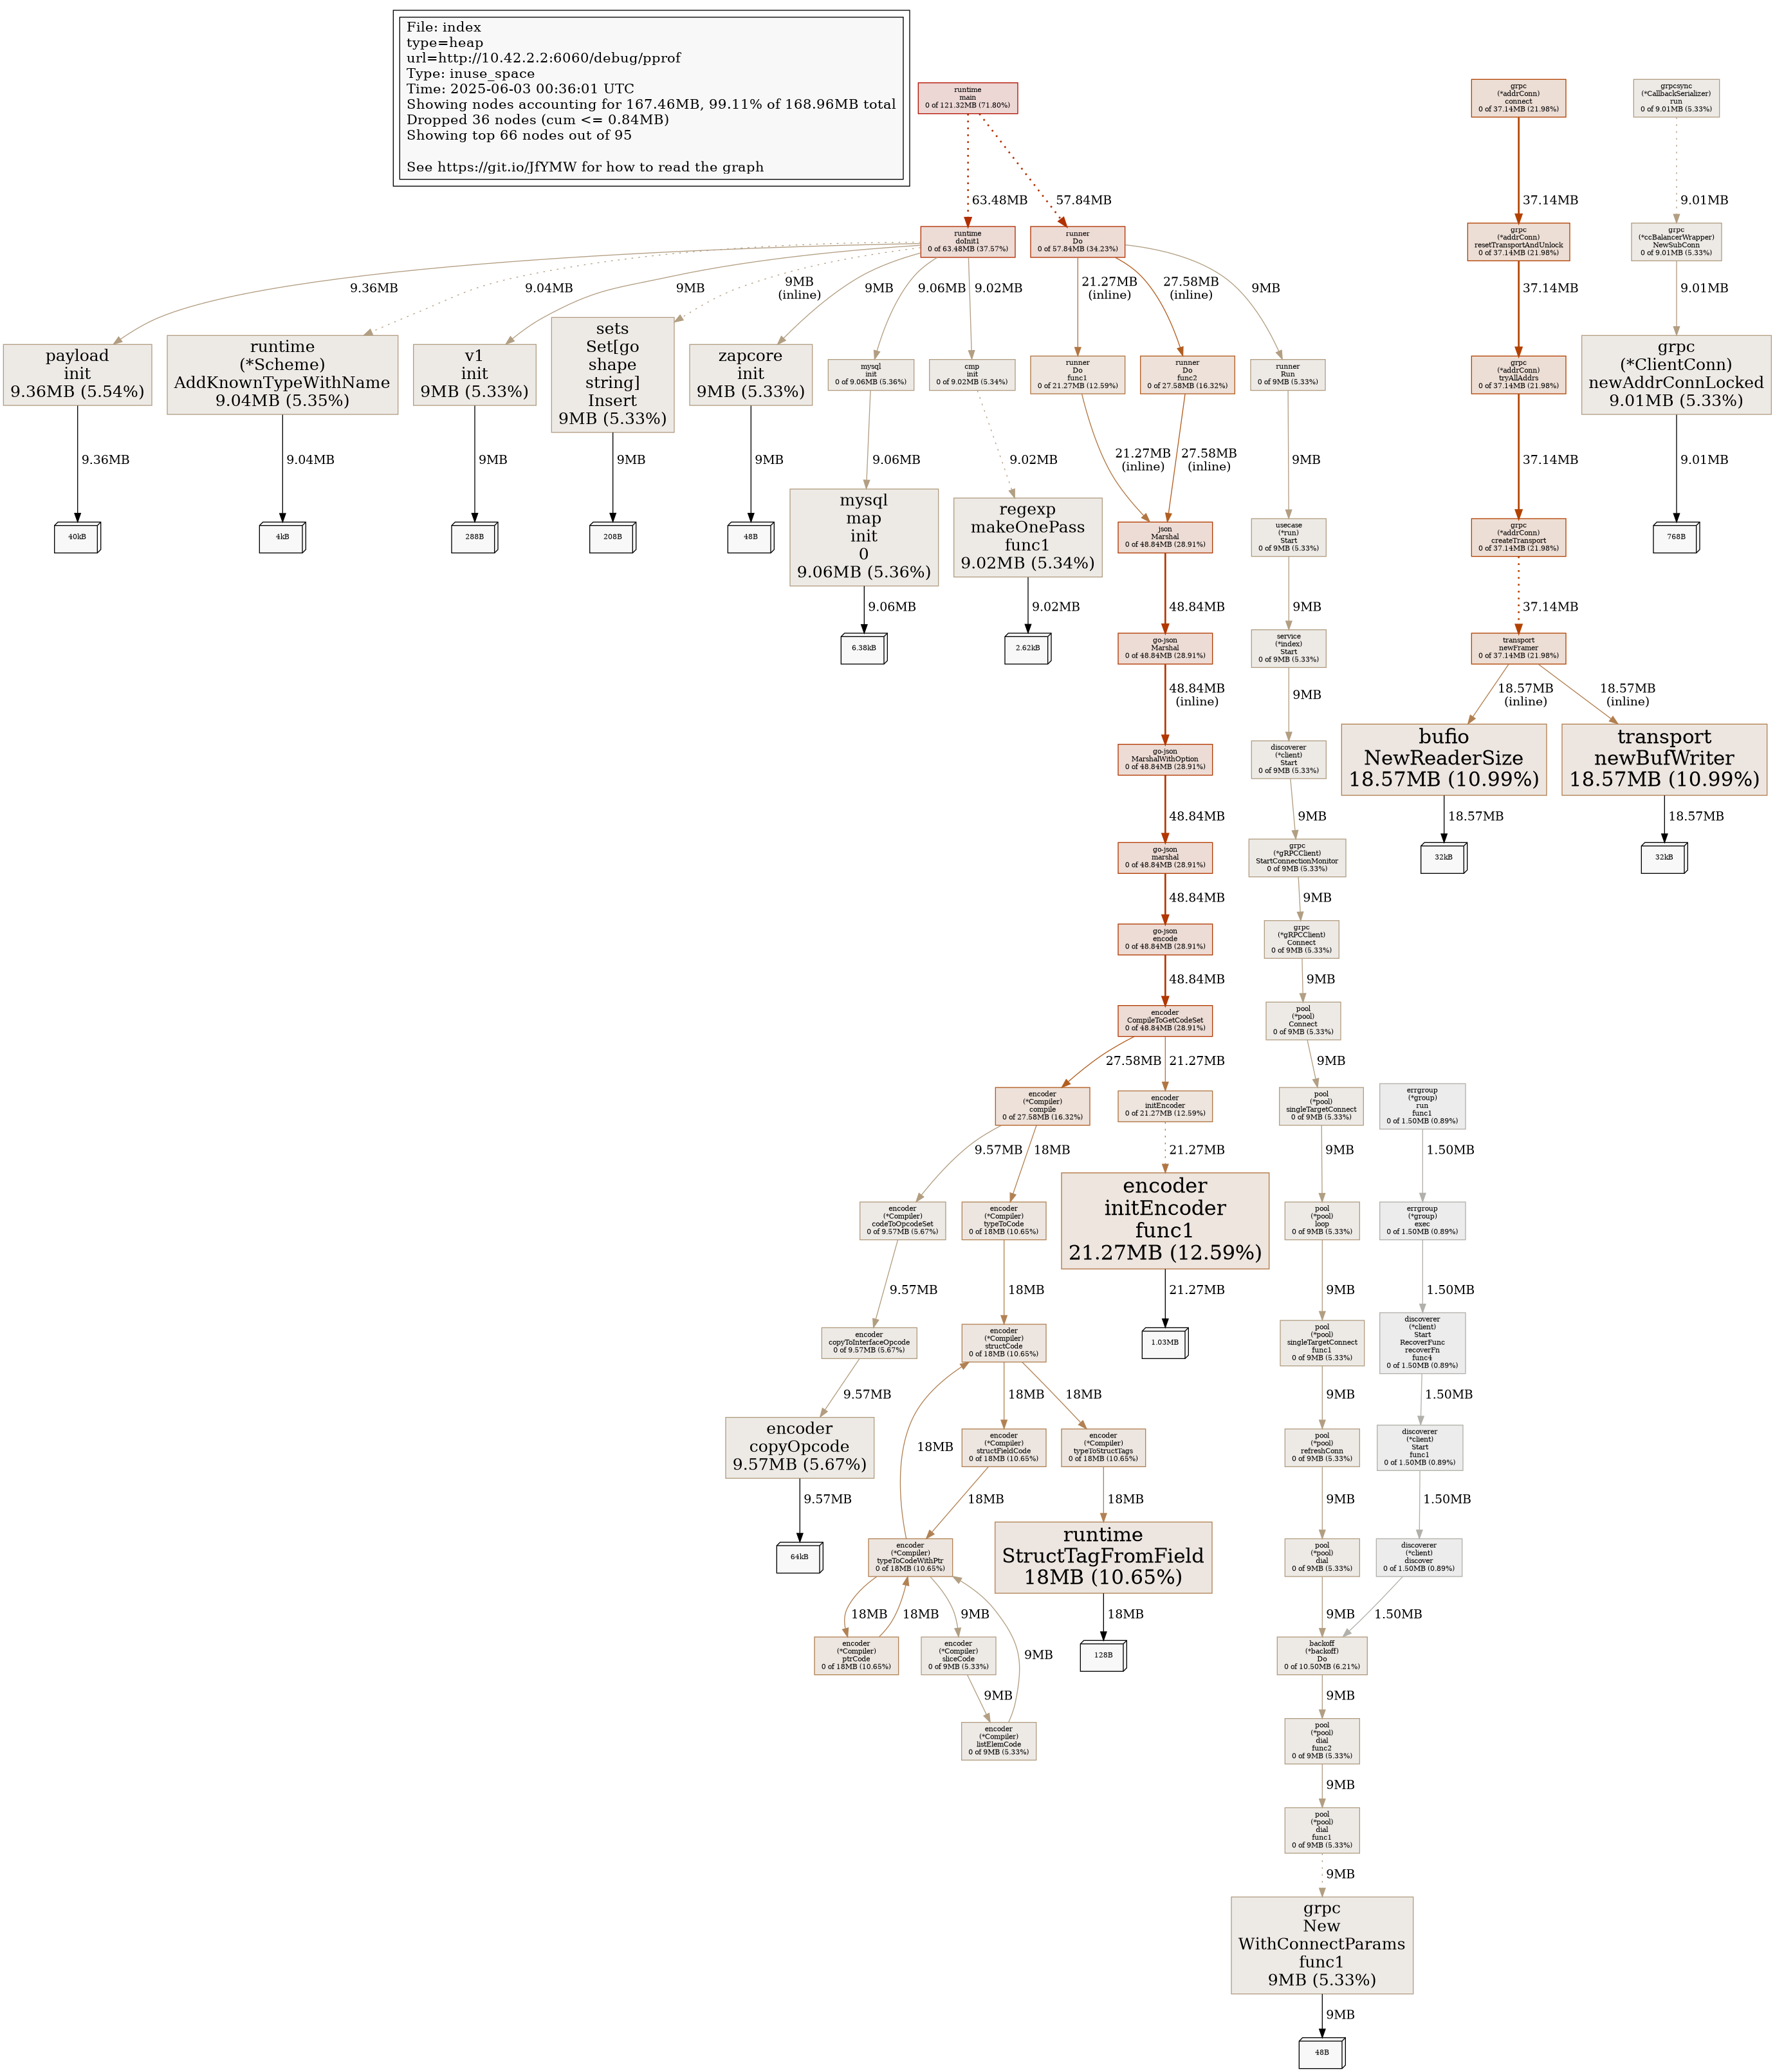 File: index
type=heap
url=http://10.42.2.2:6060/debug/pprof
Type: inuse_space
Time: 2025-06-03 00:36:01 UTC
Showing nodes accounting for 167.46MB, 99.11% of 168.96MB total
Dropped 36 nodes (cum <= 0.84MB)
Showing top 66 nodes out of 95
See https://git.io/JfYMW for how to read the graph
runtime
main
0 of 121.32MB (71.80%)
grpc
(*addrConn)
connect
0 of 37.14MB (21.98%)
grpcsync
(*CallbackSerializer)
run
0 of 9.01MB (5.33%)
63.48MB
57.84MB
37.14MB
9.01MB
runtime
doInit1
0 of 63.48MB (37.57%)
runner
Do
0 of 57.84MB (34.23%)
grpc
(*addrConn)
resetTransportAndUnlock
0 of 37.14MB (21.98%)
grpc
(*ccBalancerWrapper)
NewSubConn
0 of 9.01MB (5.33%)
9.36MB
9.04MB
9MB
9MB
(inline)
9MB
9.06MB
9.02MB
21.27MB
(inline)
27.58MB
(inline)
9MB
37.14MB
9.01MB
payload
init
9.36MB (5.54%)
runtime
(*Scheme)
AddKnownTypeWithName
9.04MB (5.35%)
v1
init
9MB (5.33%)
sets
Set[go
shape
string]
Insert
9MB (5.33%)
zapcore
init
9MB (5.33%)
mysql
init
0 of 9.06MB (5.36%)
cmp
init
0 of 9.02MB (5.34%)
runner
Do
func1
0 of 21.27MB (12.59%)
runner
Do
func2
0 of 27.58MB (16.32%)
runner
Run
0 of 9MB (5.33%)
grpc
(*addrConn)
tryAllAddrs
0 of 37.14MB (21.98%)
grpc
(*ClientConn)
newAddrConnLocked
9.01MB (5.33%)
9.36MB
9.04MB
9MB
9MB
9MB
9.06MB
9.02MB
21.27MB
(inline)
27.58MB
(inline)
9MB
37.14MB
9.01MB
40kB
4kB
288B
208B
48B
mysql
map
init
0
9.06MB (5.36%)
regexp
makeOnePass
func1
9.02MB (5.34%)
json
Marshal
0 of 48.84MB (28.91%)
usecase
(*run)
Start
0 of 9MB (5.33%)
grpc
(*addrConn)
createTransport
0 of 37.14MB (21.98%)
768B
9.06MB
9.02MB
48.84MB
9MB
37.14MB
6.38kB
2.62kB
go-json
Marshal
0 of 48.84MB (28.91%)
service
(*index)
Start
0 of 9MB (5.33%)
transport
newFramer
0 of 37.14MB (21.98%)
48.84MB
(inline)
9MB
18.57MB
(inline)
18.57MB
(inline)
go-json
MarshalWithOption
0 of 48.84MB (28.91%)
discoverer
(*client)
Start
0 of 9MB (5.33%)
bufio
NewReaderSize
18.57MB (10.99%)
transport
newBufWriter
18.57MB (10.99%)
48.84MB
9MB
18.57MB
18.57MB
go-json
marshal
0 of 48.84MB (28.91%)
grpc
(*gRPCClient)
StartConnectionMonitor
0 of 9MB (5.33%)
32kB
32kB
48.84MB
9MB
go-json
encode
0 of 48.84MB (28.91%)
grpc
(*gRPCClient)
Connect
0 of 9MB (5.33%)
48.84MB
9MB
encoder
CompileToGetCodeSet
0 of 48.84MB (28.91%)
pool
(*pool)
Connect
0 of 9MB (5.33%)
27.58MB
21.27MB
9MB
encoder
(*Compiler)
compile
0 of 27.58MB (16.32%)
encoder
initEncoder
0 of 21.27MB (12.59%)
pool
(*pool)
singleTargetConnect
0 of 9MB (5.33%)
errgroup
(*group)
run
func1
0 of 1.50MB (0.89%)
9.57MB
18MB
21.27MB
9MB
1.50MB
encoder
(*Compiler)
codeToOpcodeSet
0 of 9.57MB (5.67%)
encoder
(*Compiler)
typeToCode
0 of 18MB (10.65%)
encoder
initEncoder
func1
21.27MB (12.59%)
pool
(*pool)
loop
0 of 9MB (5.33%)
errgroup
(*group)
exec
0 of 1.50MB (0.89%)
9.57MB
18MB
21.27MB
9MB
1.50MB
encoder
copyToInterfaceOpcode
0 of 9.57MB (5.67%)
encoder
(*Compiler)
structCode
0 of 18MB (10.65%)
1.03MB
pool
(*pool)
singleTargetConnect
func1
0 of 9MB (5.33%)
discoverer
(*client)
Start
RecoverFunc
recoverFn
func4
0 of 1.50MB (0.89%)
9.57MB
18MB
18MB
9MB
1.50MB
encoder
copyOpcode
9.57MB (5.67%)
18MB
encoder
(*Compiler)
structFieldCode
0 of 18MB (10.65%)
encoder
(*Compiler)
typeToStructTags
0 of 18MB (10.65%)
pool
(*pool)
refreshConn
0 of 9MB (5.33%)
discoverer
(*client)
Start
func1
0 of 1.50MB (0.89%)
9.57MB
18MB
18MB
9MB
1.50MB
64kB
encoder
(*Compiler)
typeToCodeWithPtr
0 of 18MB (10.65%)
runtime
StructTagFromField
18MB (10.65%)
pool
(*pool)
dial
0 of 9MB (5.33%)
discoverer
(*client)
discover
0 of 1.50MB (0.89%)
18MB
18MB
9MB
9MB
18MB
9MB
1.50MB
encoder
(*Compiler)
ptrCode
0 of 18MB (10.65%)
encoder
(*Compiler)
sliceCode
0 of 9MB (5.33%)
128B
backoff
(*backoff)
Do
0 of 10.50MB (6.21%)
9MB
9MB
encoder
(*Compiler)
listElemCode
0 of 9MB (5.33%)
pool
(*pool)
dial
func2
0 of 9MB (5.33%)
9MB
pool
(*pool)
dial
func1
0 of 9MB (5.33%)
9MB
grpc
New
WithConnectParams
func1
9MB (5.33%)
9MB
48B